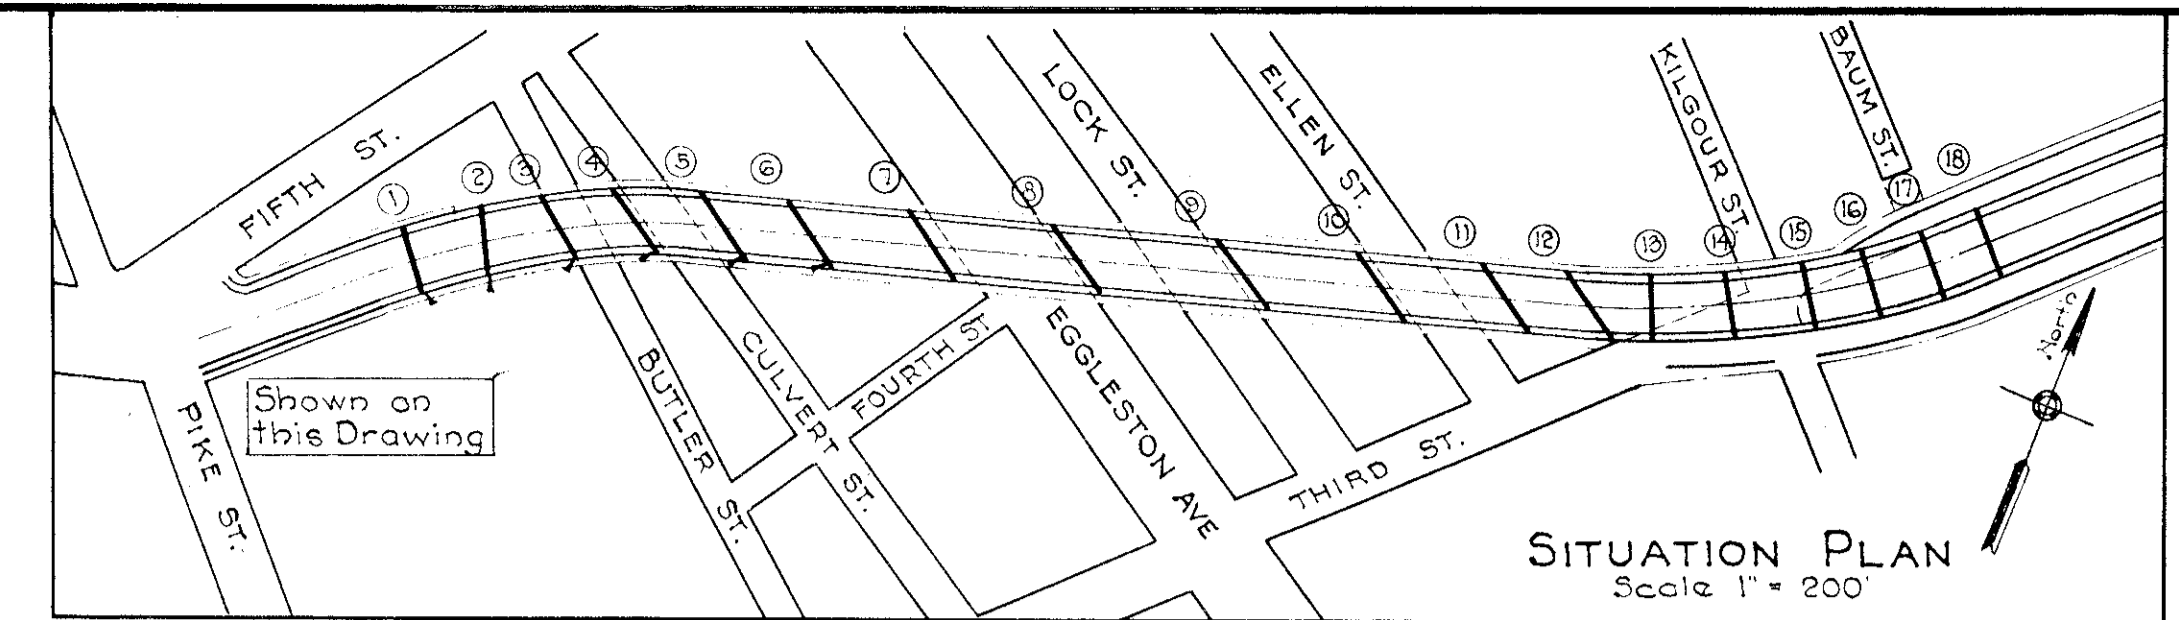 FIFTH ST.
LOCK ST.
ELLEN ST.
KILGOUR ST.
BAUM ST.
1
2
3
4
5
6
7
8
9
10
11
12
13
14
15
16
17
18
Shown on
this Drawing
PIKE ST.
BUTLER ST.
CULVERT ST.
FOURTH ST
EGGLESTON AVE
THIRD ST.
North
SITUATION PLAN
Scale 1" = 200'